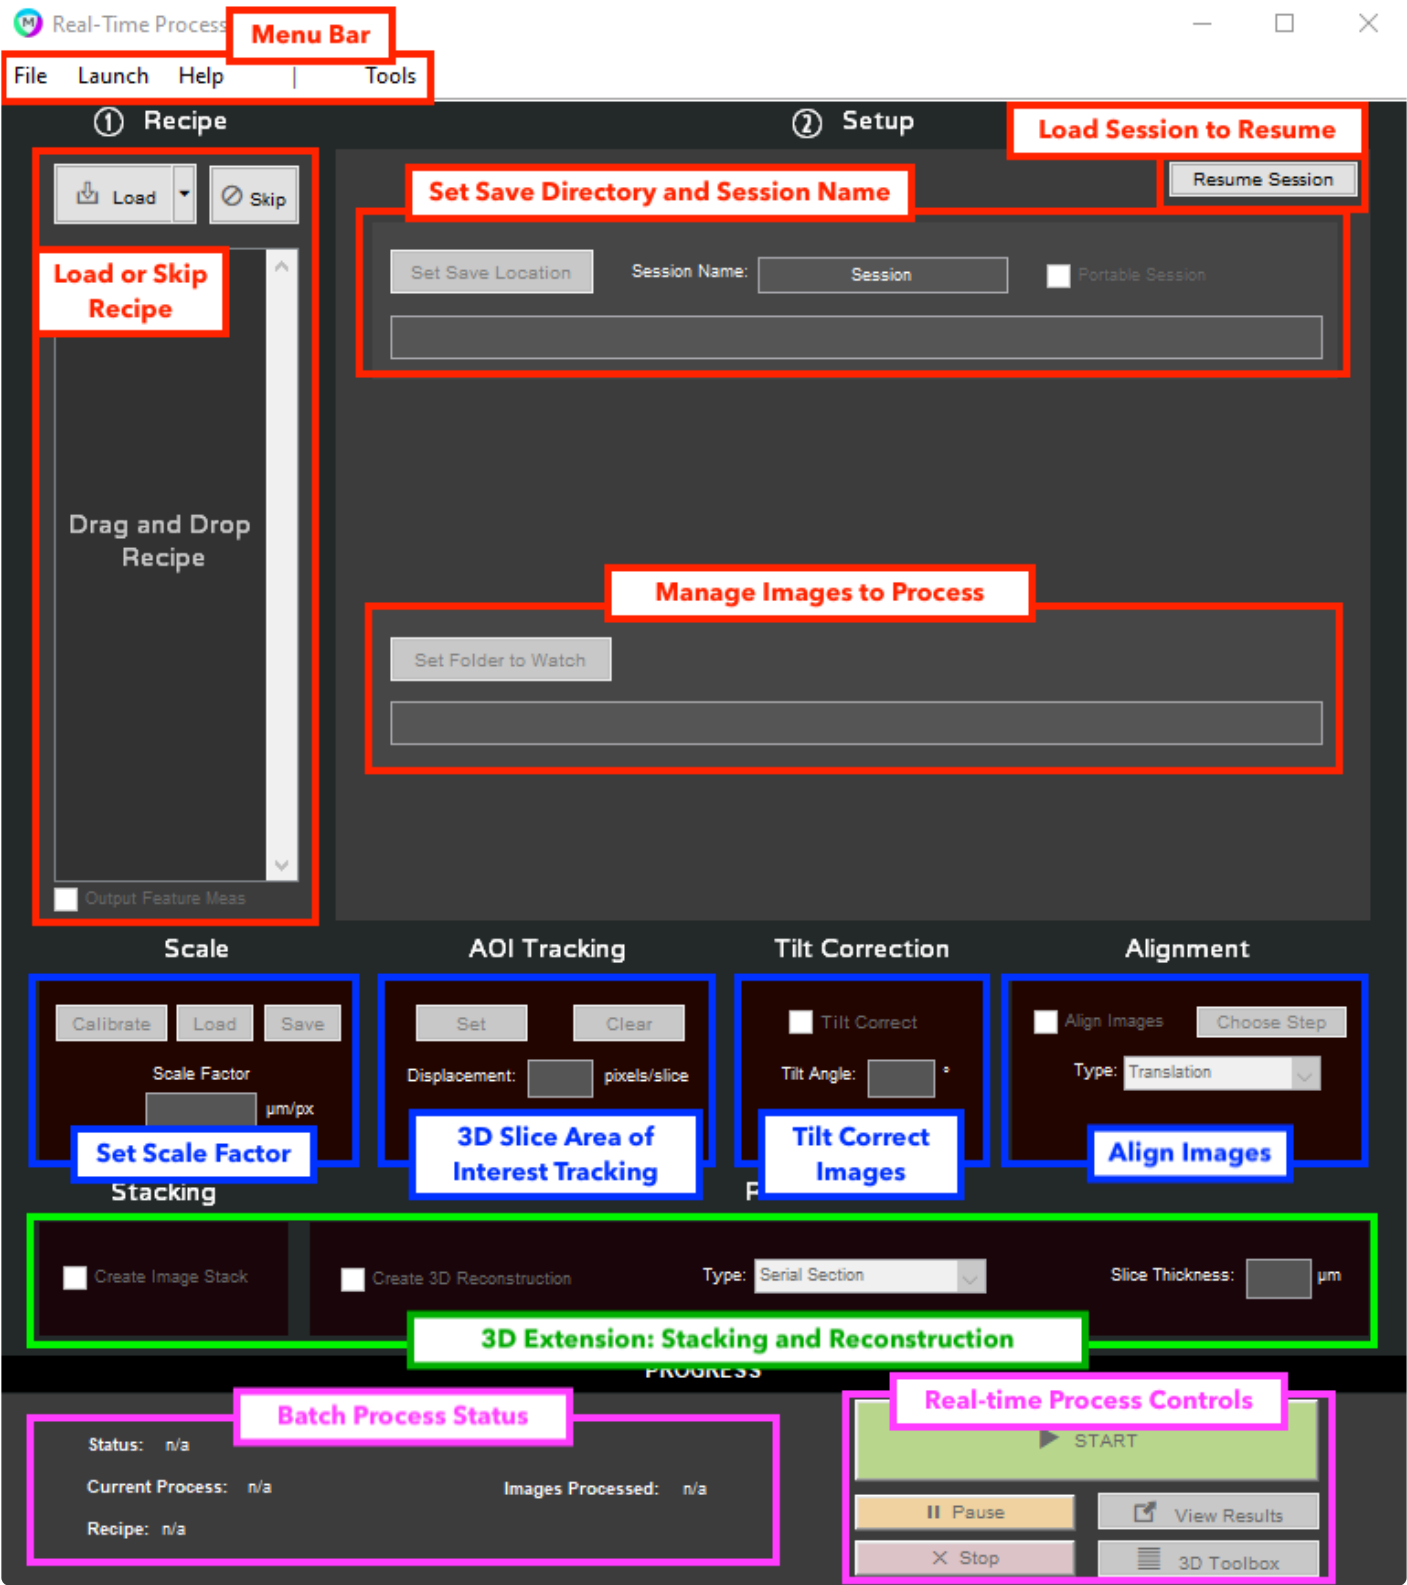 Real-Time Process
Menu Bar
File Launch Help | Tools
1 Recipe
2 Setup
Load Session to Resume
Load
Skip
Resume Session
Set Save Directory and Session Name
Load or Skip
Recipe
Set Save Location
Session Name:
Session
Portable Session
Drag and Drop
Recipe
Manage Images to Process
Set Folder to Watch
Output Feature Meas
Scale
AOI Tracking
Tilt Correction
Alignment
Calibrate
Load
Save
Set
Clear
Tilt Correct
Align Images
Choose Step
Scale Factor
µm/px
Displacement:
pixels/slice
Tilt Angle:
°
Type:
Translation
Set Scale Factor
3D Slice Area of
Interest Tracking
Tilt Correct
Images
Align Images
Stacking
Create Image Stack
Create 3D Reconstruction
Type:
Serial Section
Slice Thickness:
µm
3D Extension: Stacking and Reconstruction
PROGRESS
Batch Process Status
Real-time Process Controls
START
Status: n/a
Current Process: n/a
Images Processed: n/a
Recipe: n/a
Pause
View Results
Stop
3D Toolbox